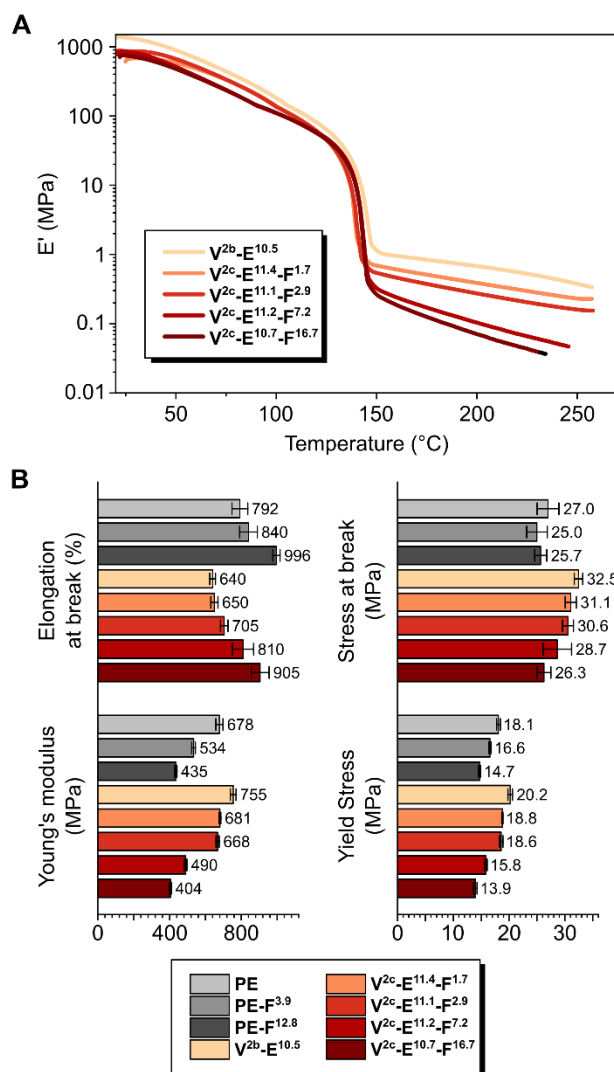 A
1000
100
10
1
0.1
0.01
E' (MPa)
V2b-E10.5
V2c-E11.4-F1.7
V2c-E11.1-F2.9
V2c-E11.2-F7.2
V2c-E10.7-F16.7
50 100 150 200 250
Temperature (°C)
B
Elongation
at break (%)
792
840
996
640
650
705
810
905
Stress at break
(MPa)
27.0
25.0
25.7
32.5
31.1
30.6
28.7
26.3
Young's modulus
(MPa)
678
534
435
755
681
668
490
404
0 400 800
Yield Stress
(MPa)
18.1
16.6
14.7
20.2
18.8
18.6
15.8
13.9
0 10 20 30
PE
PE-F3.9
PE-F12.8
V2b-E10.5
V2c-E11.4-F1.7
V2c-E11.1-F2.9
V2c-E11.2-F7.2
V2c-E10.7-F16.7